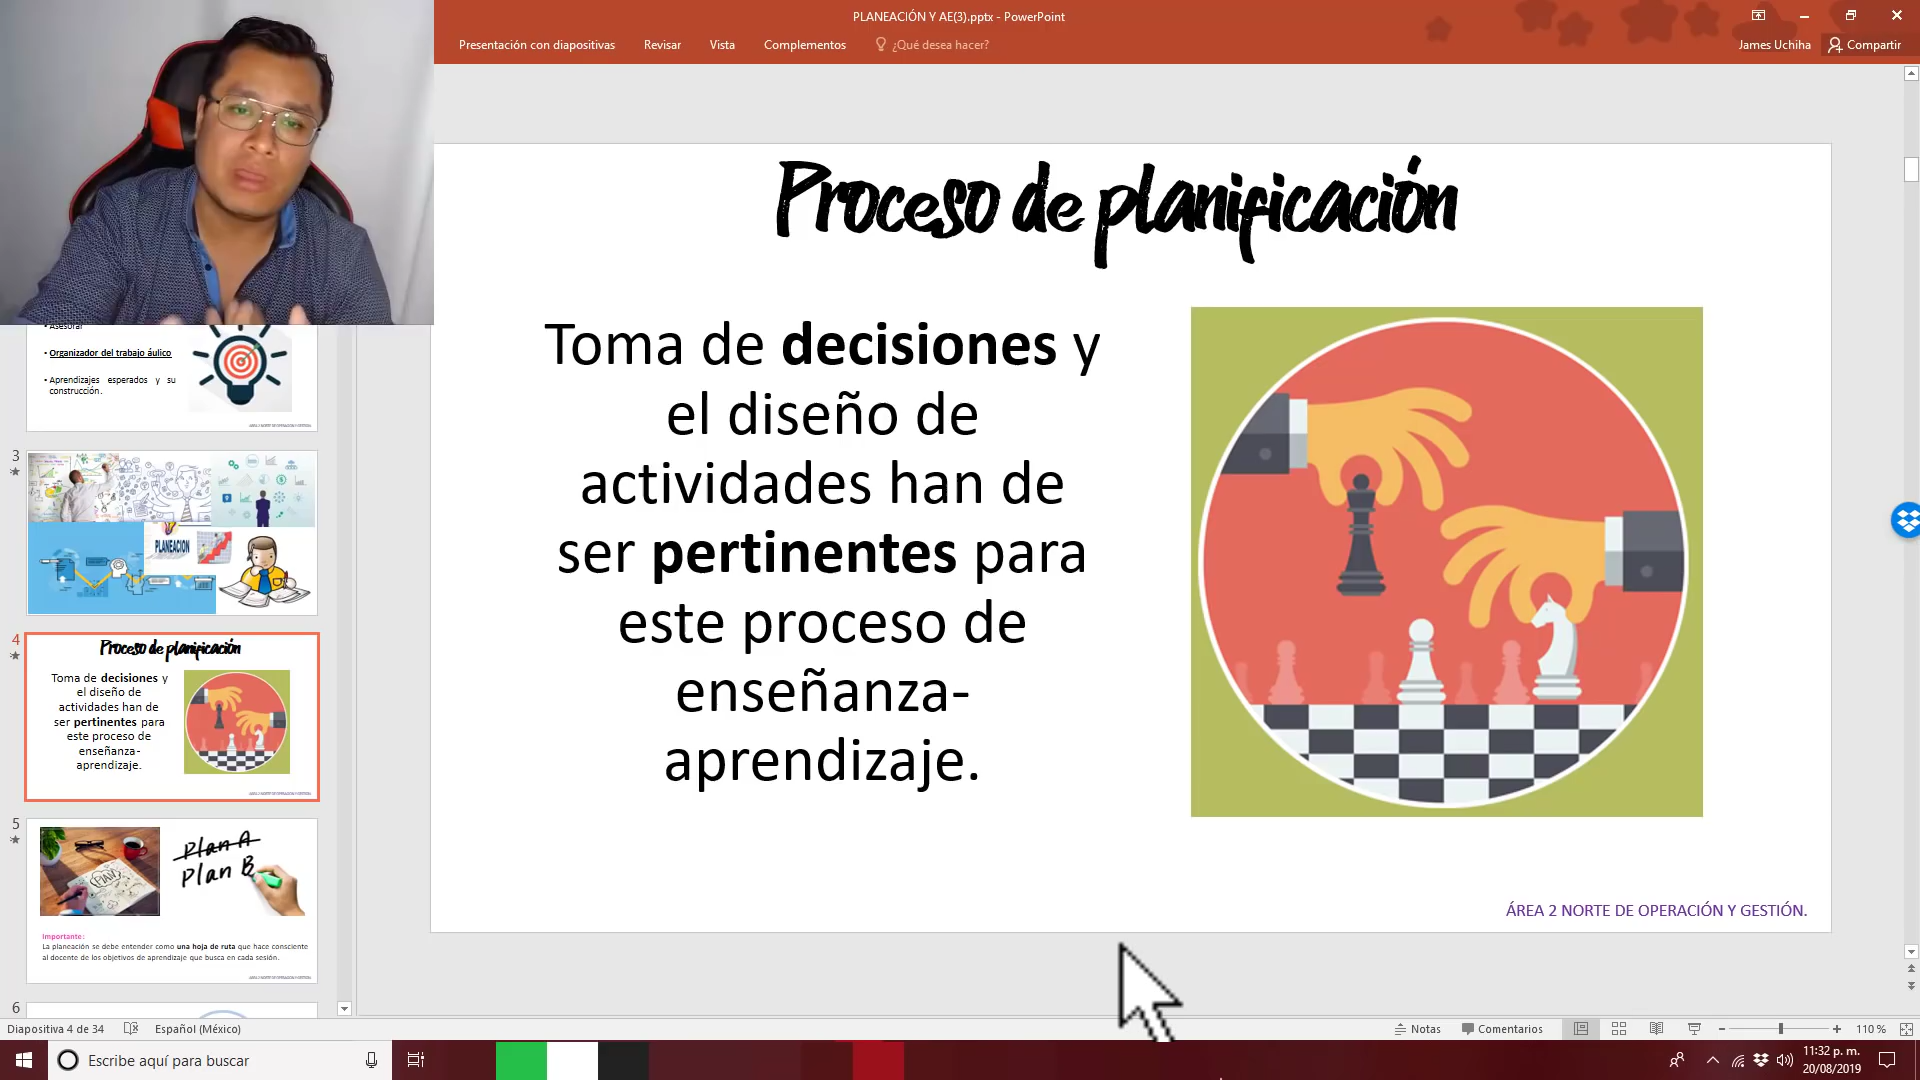 PLANEACIÓN Y AE(3).pptx - PowerPoint
Presentación con diapositivas Revisar Vista Complementos ¿Qué desea hacer? James Uchiha Compartir
Asesorar
• Organizador del trabajo áulico
• Aprendizajes esperados y su
construcción.
3
PLANEACION
4
Proceso de planificación
Toma de decisiones y
el diseño de
actividades han de
ser pertinentes para
este proceso de
enseñanza-
aprendizaje.
5
Plan A
Plan B
PLAN
Importante:
La planeación se debe entender como una hoja de ruta que hace consciente
al docente de los objetivos de aprendizaje que busca en cada sesión.
6
Proceso de planificación
Toma de decisiones y
el diseño de
actividades han de
ser pertinentes para
este proceso de
enseñanza-
aprendizaje.
ÁREA 2 NORTE DE OPERACIÓN Y GESTIÓN.
Diapositiva 4 de 34 Español (México) Notas Comentarios 110 %
Escribe aquí para buscar
11:32 p. m.
20/08/2019